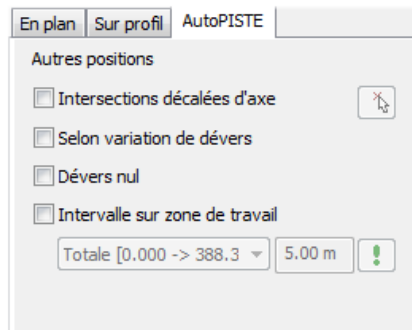 En plan Sur profil AutoPISTE
Autres positions
Intersections décalées d'axe
Selon variation de dévers
Dévers nul
Intervalle sur zone de travail
Totale [0.000 -> 388.3 5.00 m